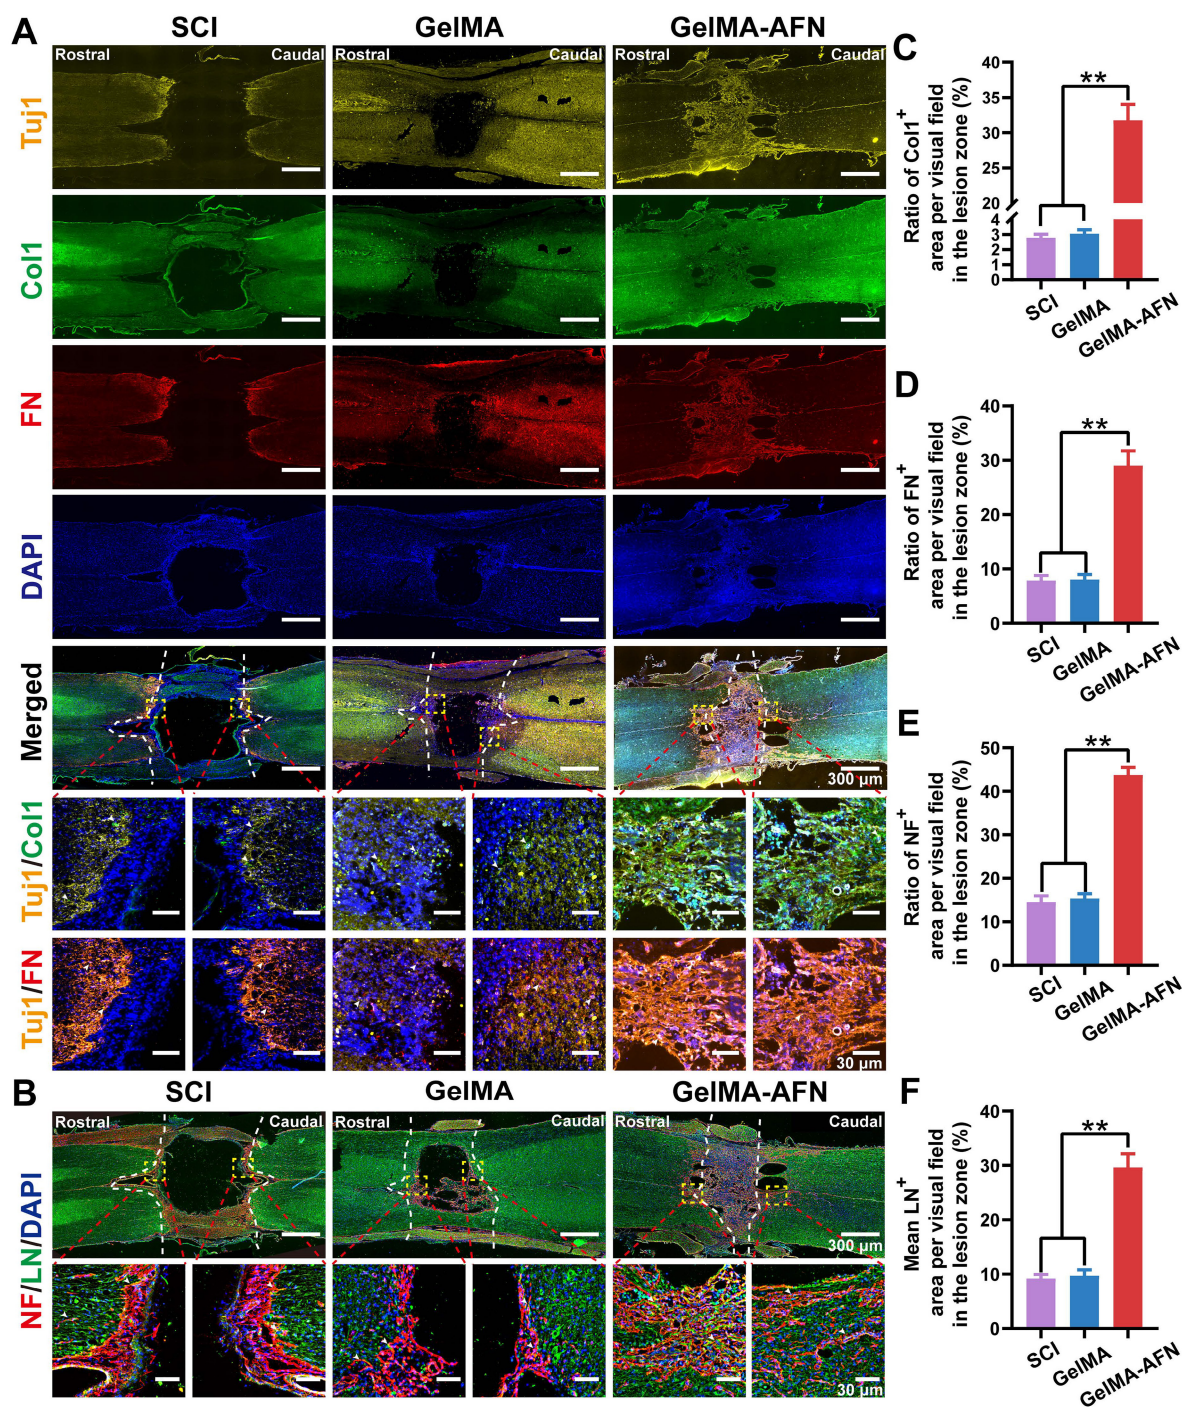 A
SCI
GelMA
GelMA-AFN
Rostral
Caudal
Rostral
Caudal
Rostral
Caudal
Tuj1
Col1
FN
DAPI
Merged
300 µm
Tuj1/Col1
Tuj1/FN
30 µm
B
SCI
GelMA
GelMA-AFN
Rostral
Caudal
Rostral
Caudal
Rostral
Caudal
NF/LN/DAPI
300 µm
30 µm
C
Ratio of Col1+
area per visual field
in the lesion zone (%)
40
35
30
25
20
4
3
2
1
0
**
SCI
GelMA
GelMA-AFN
D
Ratio of FN+
area per visual field
in the lesion zone (%)
40
30
20
10
0
**
SCI
GelMA
GelMA-AFN
E
Ratio of NF+
area per visual field
in the lesion zone (%)
50
40
30
20
10
0
**
SCI
GelMA
GelMA-AFN
F
Mean LN+
area per visual field
in the lesion zone (%)
40
30
20
10
0
**
SCI
GelMA
GelMA-AFN